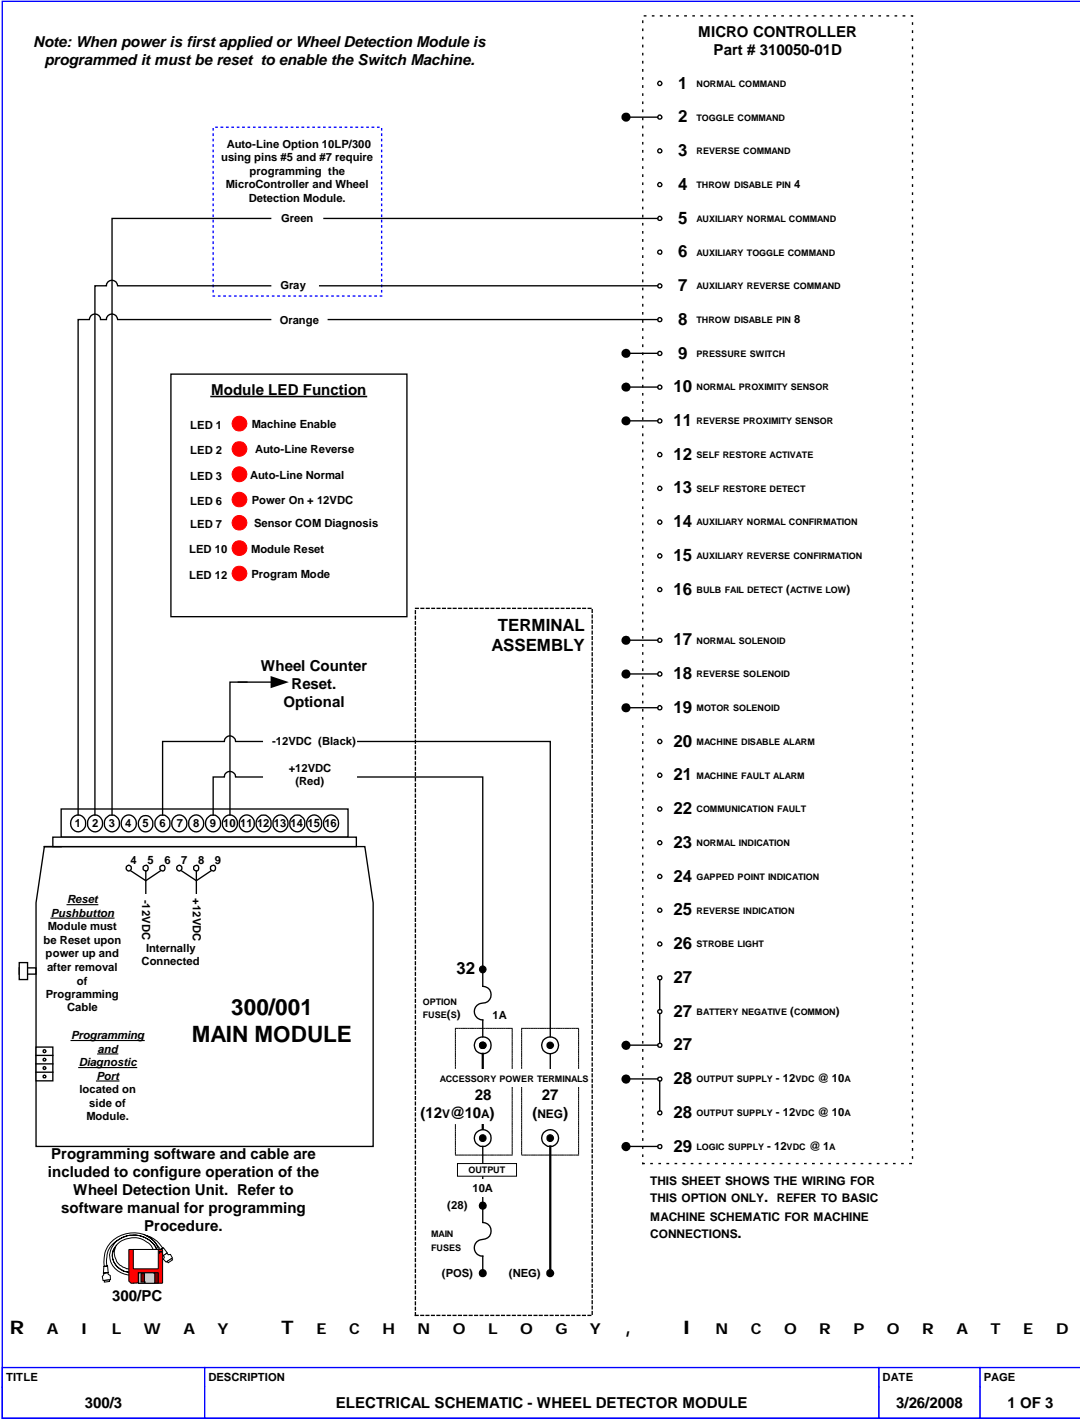 Note: When power is first applied or Wheel Detection Module is
programmed it must be reset to enable the Switch Machine.
MICRO CONTROLLER
Part # 310050-01D
1 NORMAL COMMAND
2 TOGGLE COMMAND
3 REVERSE COMMAND
4 THROW DISABLE PIN 4
5 AUXILIARY NORMAL COMMAND
6 AUXILIARY TOGGLE COMMAND
7 AUXILIARY REVERSE COMMAND
8 THROW DISABLE PIN 8
9 PRESSURE SWITCH
10 NORMAL PROXIMITY SENSOR
11 REVERSE PROXIMITY SENSOR
12 SELF RESTORE ACTIVATE
13 SELF RESTORE DETECT
14 AUXILIARY NORMAL CONFIRMATION
15 AUXILIARY REVERSE CONFIRMATION
16 BULB FAIL DETECT (ACTIVE LOW)
17 NORMAL SOLENOID
18 REVERSE SOLENOID
19 MOTOR SOLENOID
20 MACHINE DISABLE ALARM
21 MACHINE FAULT ALARM
22 COMMUNICATION FAULT
23 NORMAL INDICATION
24 GAPPED POINT INDICATION
25 REVERSE INDICATION
26 STROBE LIGHT
27
27 BATTERY NEGATIVE (COMMON)
27
28 OUTPUT SUPPLY - 12VDC @ 10A
28 OUTPUT SUPPLY - 12VDC @ 10A
29 LOGIC SUPPLY - 12VDC @ 1A
THIS SHEET SHOWS THE WIRING FOR
THIS OPTION ONLY. REFER TO BASIC
MACHINE SCHEMATIC FOR MACHINE
CONNECTIONS.
Auto-Line Option 10LP/300
using pins #5 and #7 require
programming the
MicroController and Wheel
Detection Module.
Green
Gray
Orange
Module LED Function
LED 1 Machine Enable
LED 2 Auto-Line Reverse
LED 3 Auto-Line Normal
LED 6 Power On + 12VDC
LED 7 Sensor COM Diagnosis
LED 10 Module Reset
LED 12 Program Mode
TERMINAL
ASSEMBLY
Wheel Counter
Reset.
Optional
-12VDC (Black)
+12VDC
(Red)
1 2 3 4 5 6 7 8 9 10 11 12 13 14 15 16
4 5 6 7 8 9
-12VDC
+12VDC
Internally
Connected
Reset
Pushbutton
Module must
be Reset upon
power up and
after removal
of
Programming
Cable
300/001
MAIN MODULE
Programming
and
Diagnostic
Port
located on
side of
Module.
32
OPTION
FUSE(S)
1A
ACCESSORY POWER TERMINALS
28
(12V@10A)
27
(NEG)
OUTPUT
10A
(28)
MAIN
FUSES
(POS)
(NEG)
Programming software and cable are
included to configure operation of the
Wheel Detection Unit. Refer to
software manual for programming
Procedure.
300/PC
RAILWAY TECHNOLOGY, INCORPORATED
TITLE
300/3
DESCRIPTION
ELECTRICAL SCHEMATIC - WHEEL DETECTOR MODULE
DATE
3/26/2008
PAGE
1 OF 3